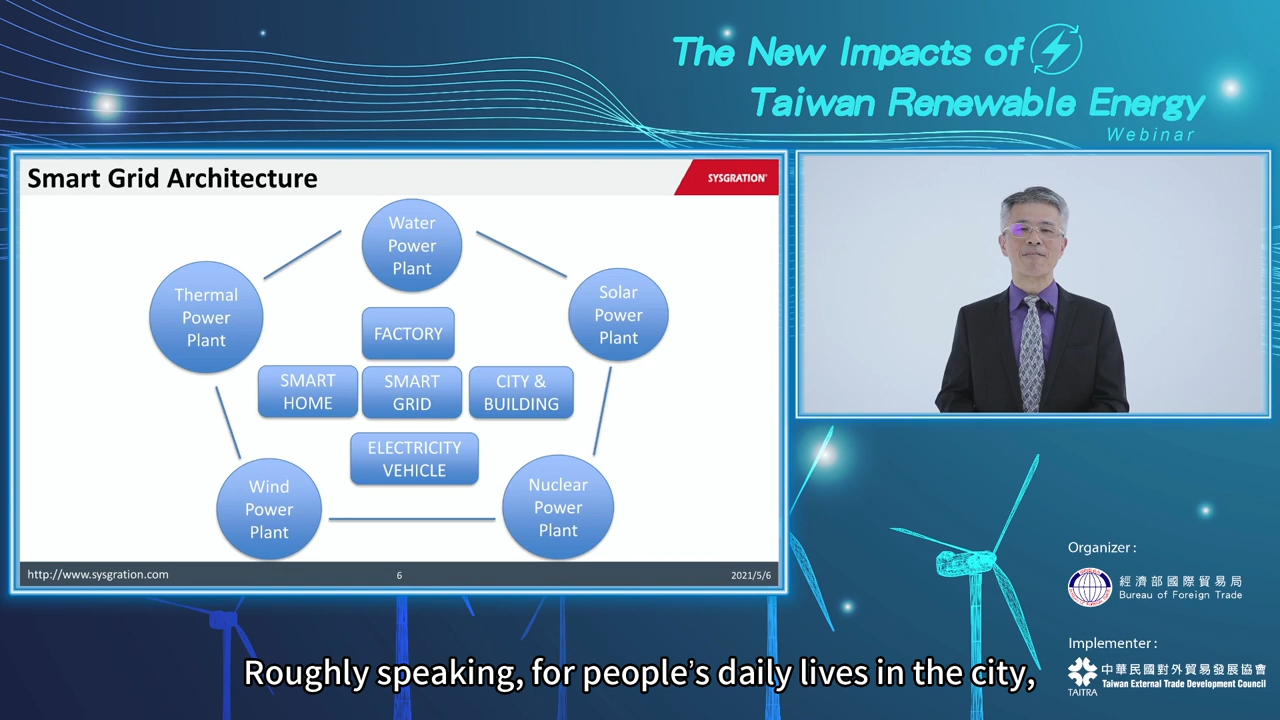 The New Impacts of
Taiwan Renewable Energy
Webinar
Smart Grid Architecture
SYSGRATION
Water
Power
Plant
Thermal
Power
Plant
Solar
Power
Plant
FACTORY
SMART
HOME
SMART
GRID
CITY &
BUILDING
ELECTRICITY
VEHICLE
Wind
Power
Plant
Nuclear
Power
Plant
http://www.sysgration.com
6
2021/5/6
Organizer :
經濟部國際貿易局
Bureau of Foreign Trade
Implementer :
TAITRA
中華民國對外貿易發展協會
Taiwan External Trade Development Council
Roughly speaking, for people’s daily lives in the city,